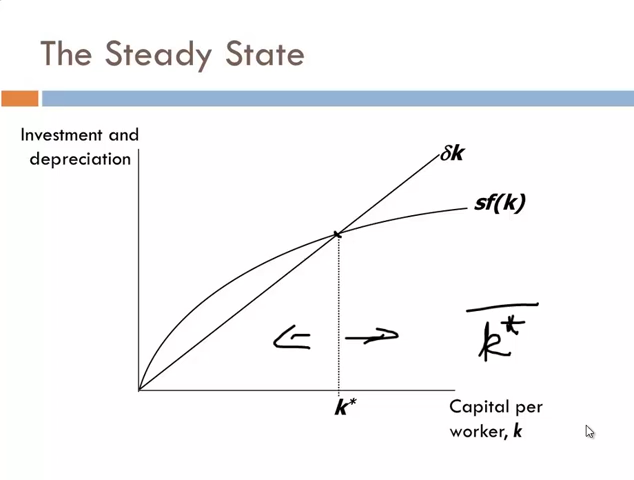 The Steady State
Investment and
depreciation
δk
sf(k)
k*
k*
Capital per
worker, k